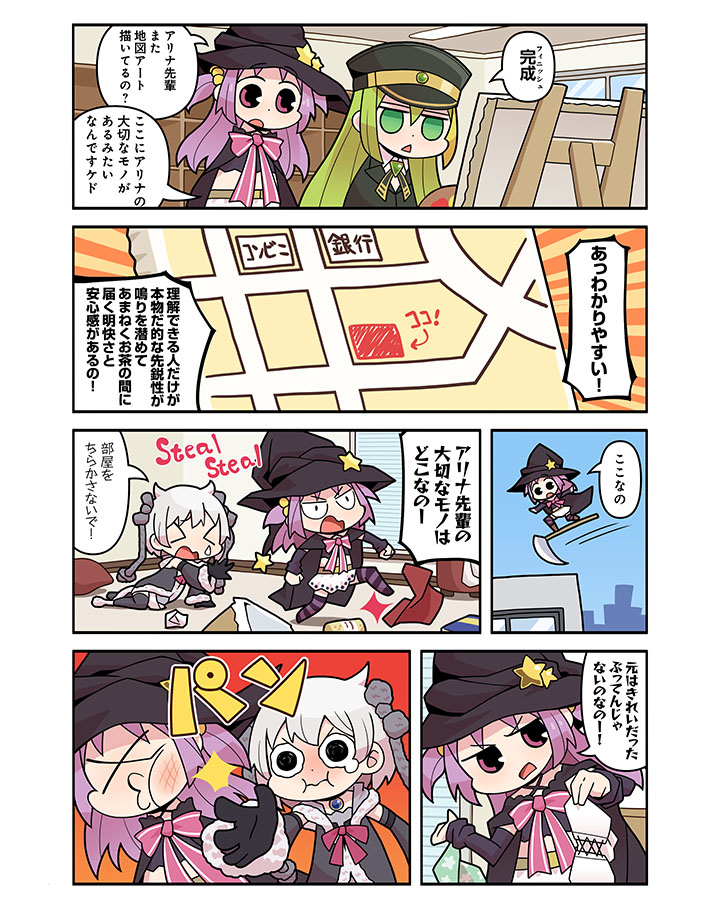 フィニッシュ
完成
アリナ先輩
また
地図アート
描いてるの？
ここにアリナの
大切なモノが
あるみたい
なんですケド
あっわかりやすい！
コンビニ
銀行
ココ！
理解できる人だけが
本物だ的な先鋭性が
鳴りを潜めて
あまねくお茶の間に
届く明快さと
安心感があるの！
ここなの
アリナ先輩の
大切なモノは
どこなのー
Steal
Steal
部屋を
ちらかさないで！
元はきれいだった
ぶってんじゃ
ないのなのー！
パン